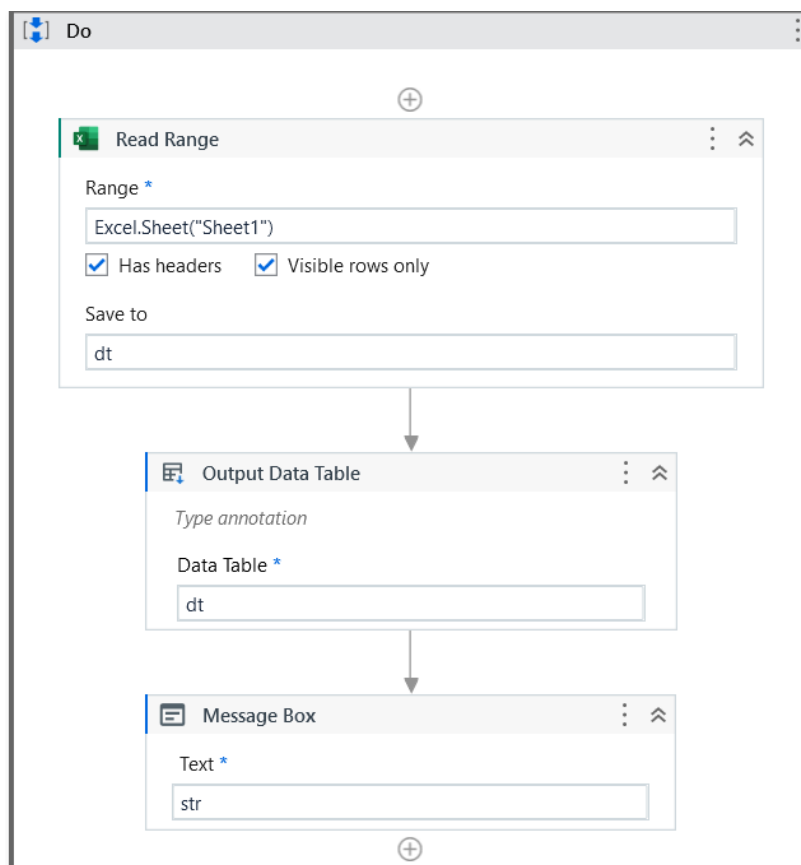 Do
Read Range
Range *
Excel.Sheet("Sheet1")
Has headers Visible rows only
Save to
dt
Output Data Table
Type annotation
Data Table *
dt
Message Box
Text *
str